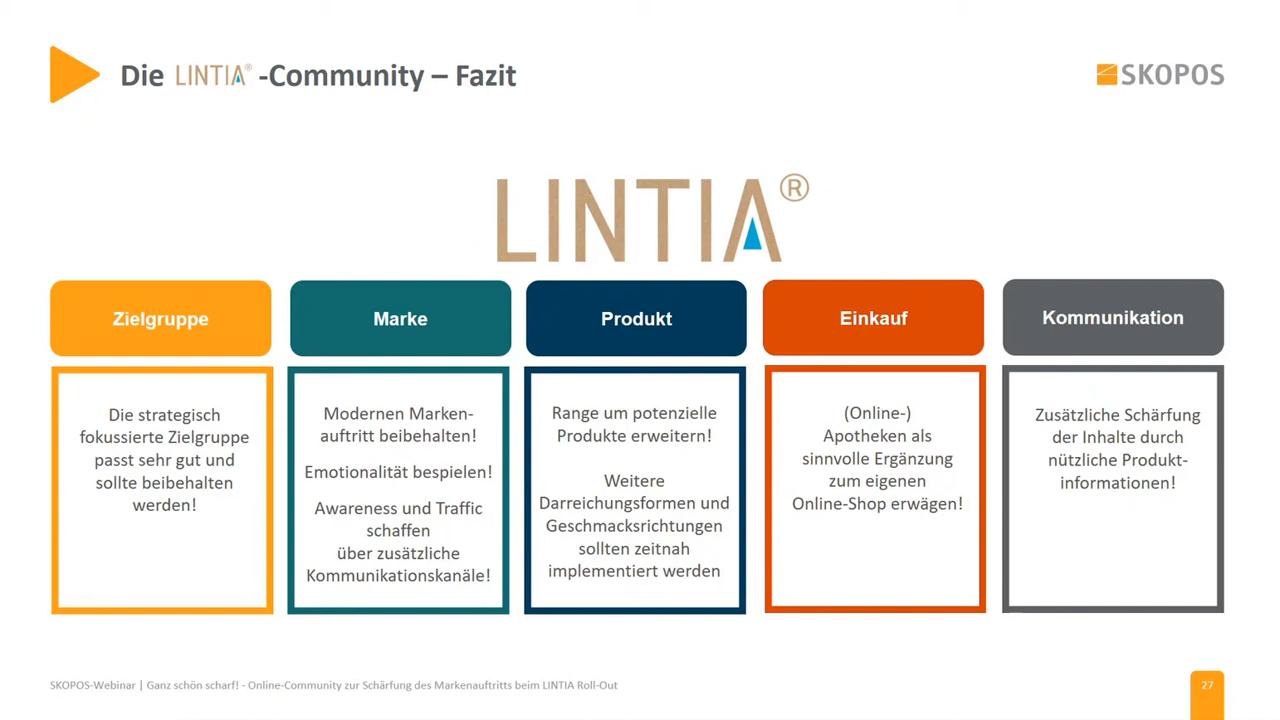 Die LINTIA® -Community – Fazit
SKOPOS
LINTIA®
Zielgruppe
Die strategisch
fokussierte Zielgruppe
passt sehr gut und
sollte beibehalten
werden!
Marke
Modernen Marken-
auftritt beibehalten!
Emotionalität bespielen!
Awareness und Traffic
schaffen
über zusätzliche
Kommunikationskanäle!
Produkt
Range um potenzielle
Produkte erweitern!
Weitere
Darreichungsformen und
Geschmacksrichtungen
sollten zeitnah
implementiert werden
Einkauf
(Online-)
Apotheken als
sinnvolle Ergänzung
zum eigenen
Online-Shop erwägen!
Kommunikation
Zusätzliche Schärfung
der Inhalte durch
nützliche Produkt-
informationen!
SKOPOS-Webinar | Ganz schön scharf! - Online-Community zur Schärfung des Markenauftritts beim LINTIA Roll-Out
27